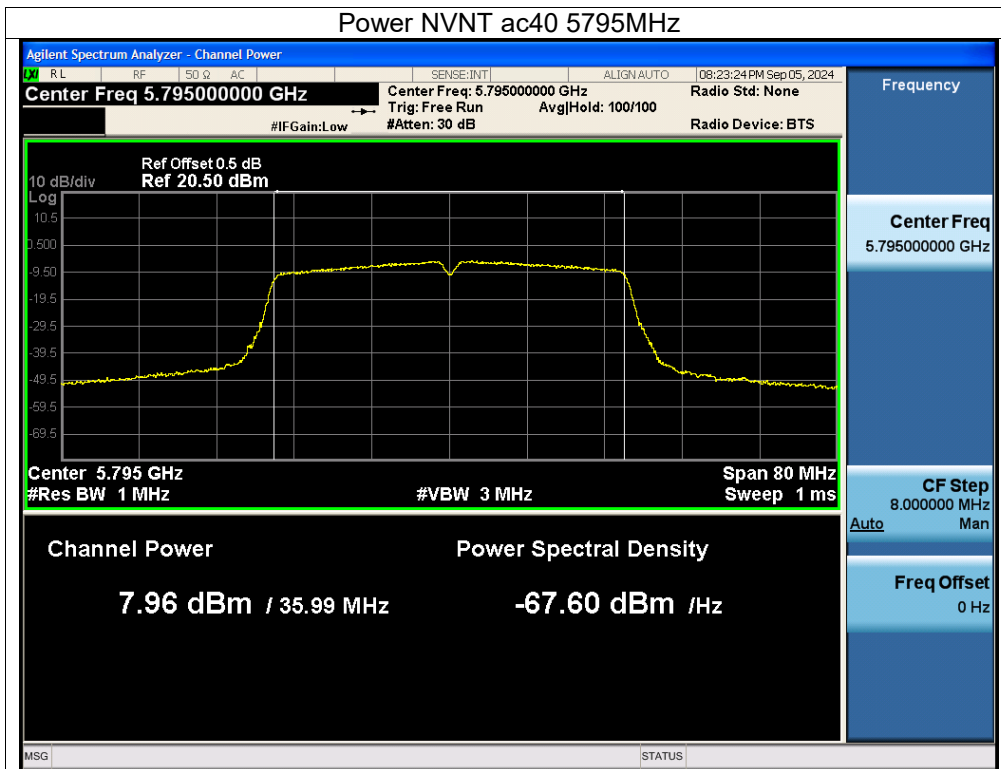 Power NVNT ac40 5795MHz
Agilent Spectrum Analyzer - Channel Power
LXI RL RF 50 Ω AC SENSE:INT ALIGN AUTO 08:23:24 PM Sep 05, 2024
Center Freq 5.795000000 GHz Center Freq: 5.795000000 GHz Radio Std: None
Trig: Free Run Avg|Hold: 100/100
#IFGain:Low #Atten: 30 dB Radio Device: BTS
Ref Offset 0.5 dB
10 dB/div Ref 20.50 dBm
Log
10.5
0.500
-9.50
-19.5
-29.5
-39.5
-49.5
-59.5
-69.5
Center 5.795 GHz Span 80 MHz
#Res BW 1 MHz #VBW 3 MHz Sweep 1 ms
Channel Power Power Spectral Density
7.96 dBm / 35.99 MHz -67.60 dBm /Hz
Frequency
Center Freq
5.795000000 GHz
CF Step
8.000000 MHz
Auto Man
Freq Offset
0 Hz
MSG STATUS